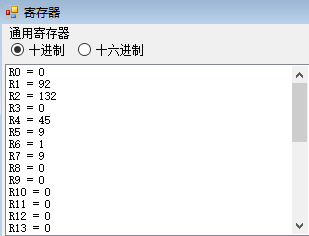 寄存器
通用寄存器
十进制 十六进制
R0 = 0
R1 = 92
R2 = 132
R3 = 0
R4 = 45
R5 = 9
R6 = 1
R7 = 9
R8 = 0
R9 = 0
R10 = 0
R11 = 0
R12 = 0
R13 = 0